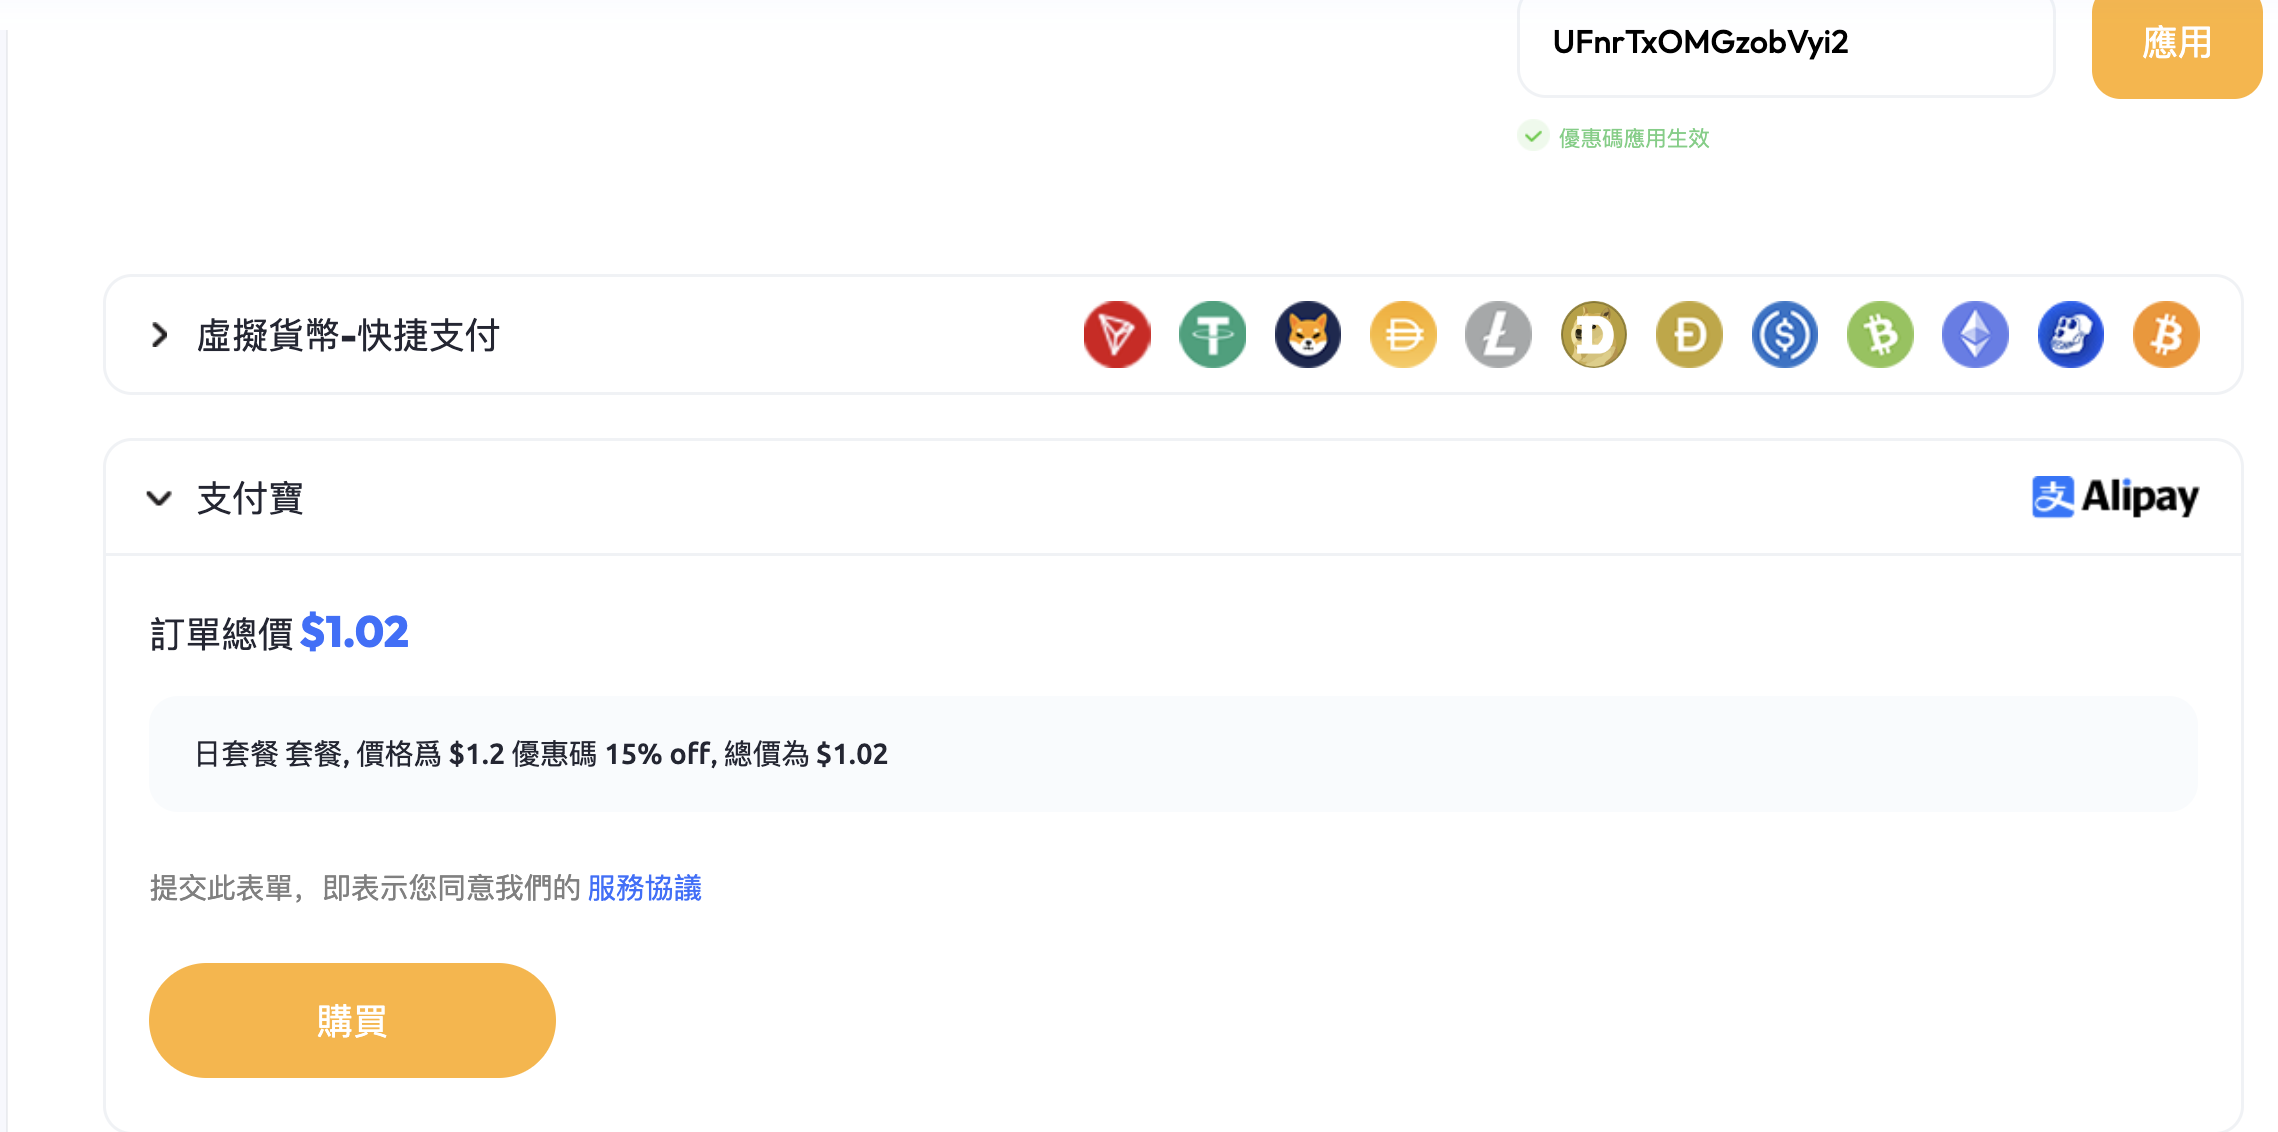 UFnrTxOMGzobVyi2
應用
優惠碼應用生效
虛擬貨幣-快捷支付
支付寶
支 Alipay
訂單總價 $1.02
日套餐 套餐, 價格爲 $1.2 優惠碼 15% off, 總價為 $1.02
提交此表單，即表示您同意我們的 服務協議
購買